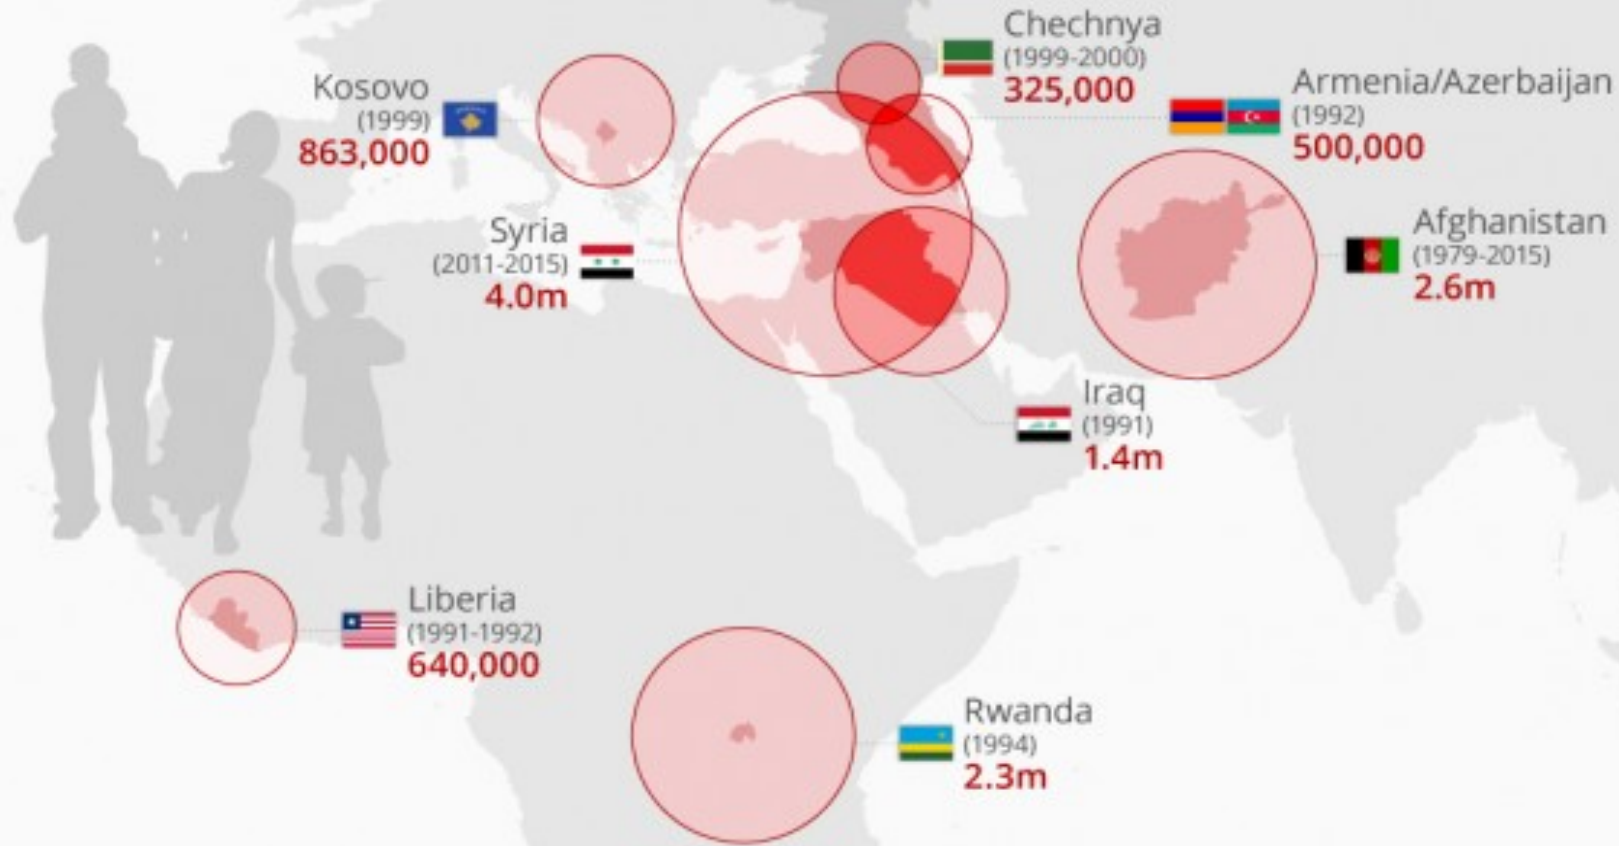 Chechnya
(1999-2000)
325,000
Kosovo
(1999)
863,000
Armenia/Azerbaijan
(1992)
500,000
Syria
(2011-2015)
4.0m
Afghanistan
(1979-2015)
2.6m
Iraq
(1991)
1.4m
Liberia
(1991-1992)
640,000
Rwanda
(1994)
2.3m